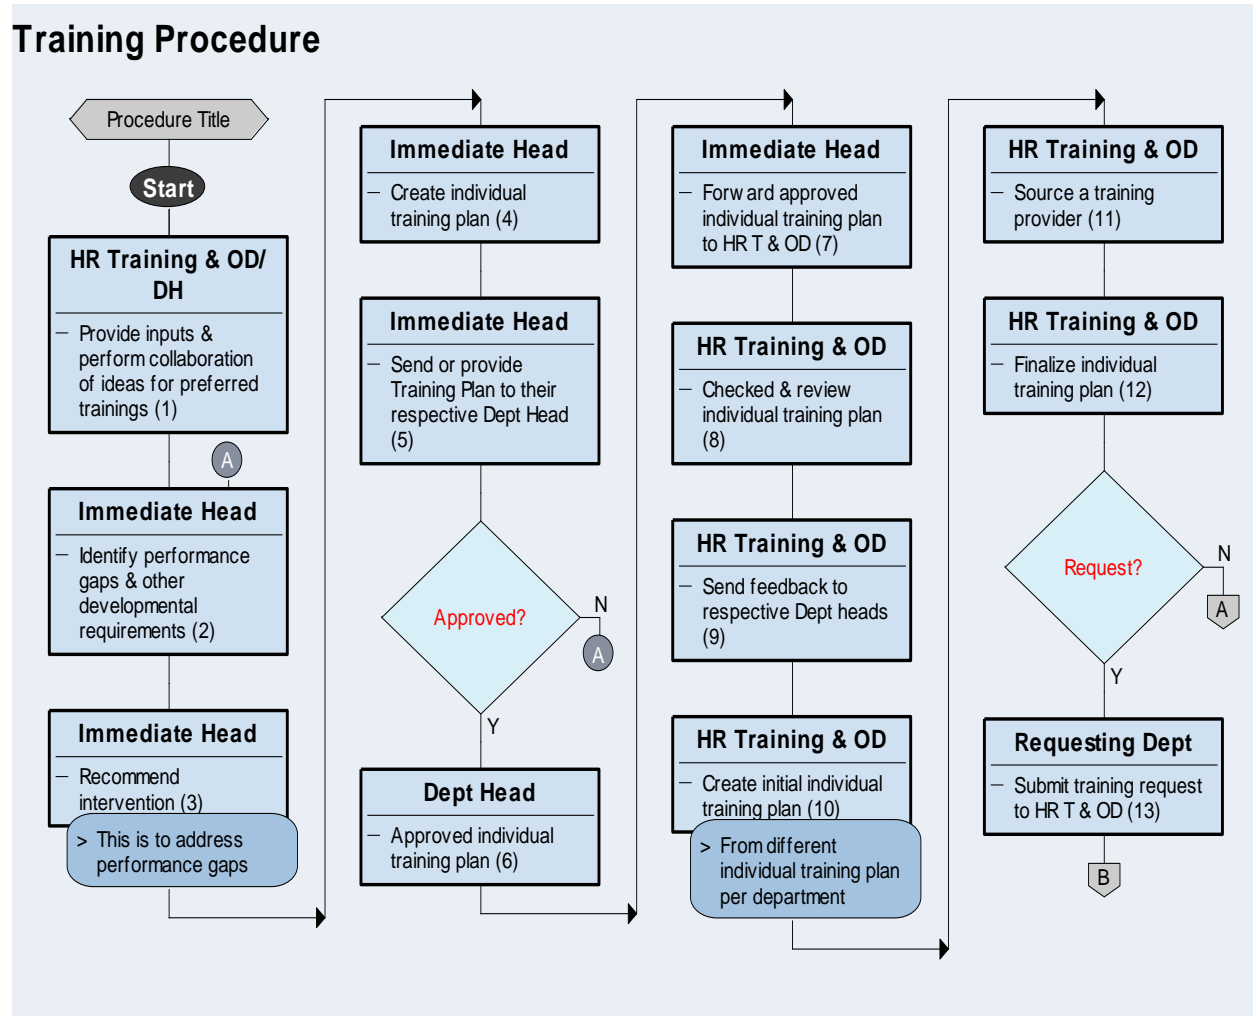 Training Procedure
Procedure Title
Start
HR Training & OD/
DH
– Provide inputs &
perform collaboration
of ideas for preferred
trainings (1)
A
Immediate Head
– Identify performance
gaps & other
developmental
requirements (2)
Immediate Head
– Recommend
intervention (3)
> This is to address
performance gaps
Immediate Head
– Create individual
training plan (4)
Immediate Head
– Send or provide
Training Plan to their
respective Dept Head
(5)
Approved?
N
A
Y
Dept Head
– Approved individual
training plan (6)
Immediate Head
– Forward approved
individual training plan
to HR T & OD (7)
HR Training & OD
– Checked & review
individual training plan
(8)
HR Training & OD
– Send feedback to
respective Dept heads
(9)
HR Training & OD
– Create initial individual
training plan (10)
> From different
individual training plan
per department
HR Training & OD
– Source a training
provider (11)
HR Training & OD
– Finalize individual
training plan (12)
Request?
N
A
Y
Requesting Dept
– Submit training request
to HR T & OD (13)
B